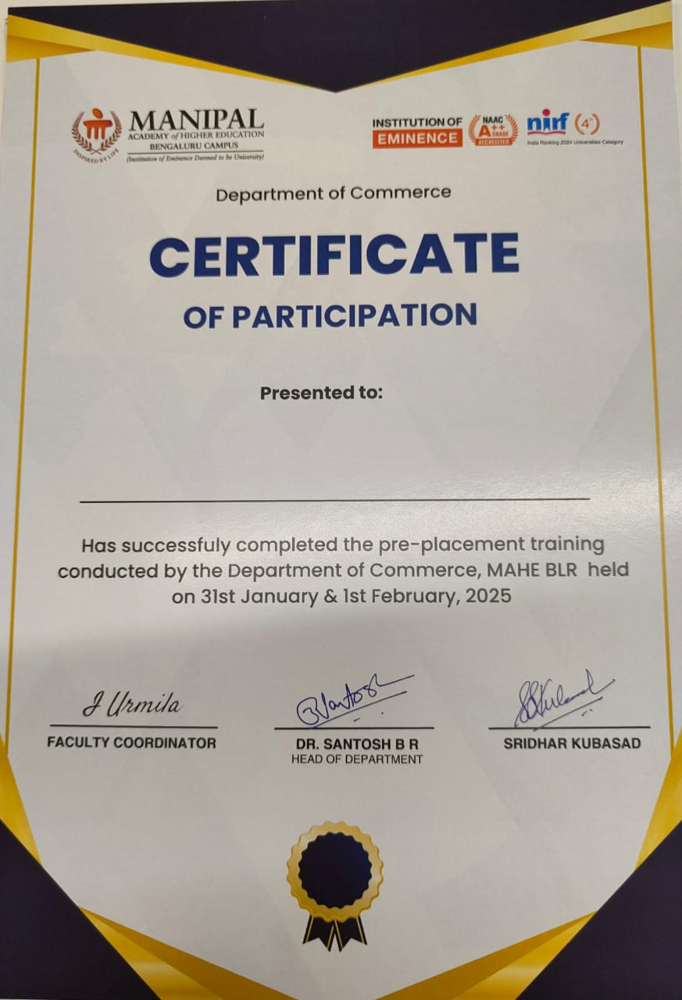 MANIPAL
ACADEMY of HIGHER EDUCATION
BENGALURU CAMPUS
(Institution of Eminence Deemed to be University)
INSPIRED BY LIFE
INSTITUTION OF
EMINENCE
NAAC
A++
GRADE
ACCREDITED
nirf
4th
India Ranking 2024 Universities Category
Department of Commerce
CERTIFICATE
OF PARTICIPATION
Presented to:
Has successfuly completed the pre-placement training
conducted by the Department of Commerce, MAHE BLR held
on 31st January & 1st February, 2025
J Urmila
BSantosh
SSKubasad
FACULTY COORDINATOR
DR. SANTOSH B R
SRIDHAR KUBASAD
HEAD OF DEPARTMENT